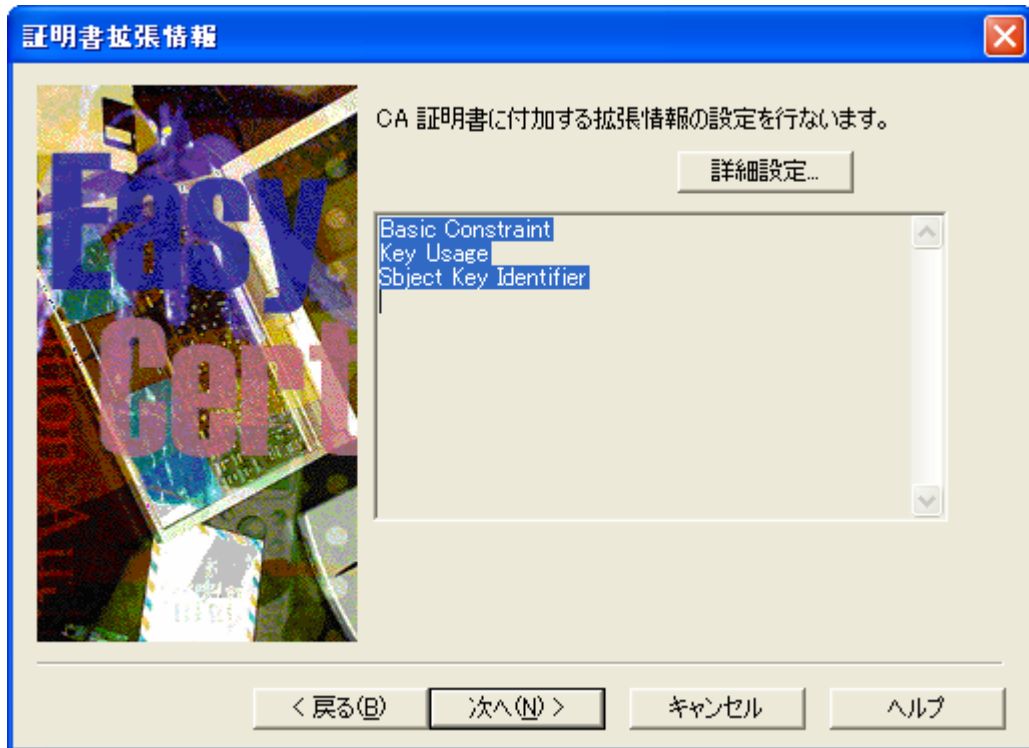 証明書拡張情報
Easy
Cert
CA 証明書に付加する拡張情報の設定を行ないます。
詳細設定...
Basic Constraint
Key Usage
Sbject Key Identifier
< 戻る(B)
次へ(N) >
キャンセル
ヘルプ